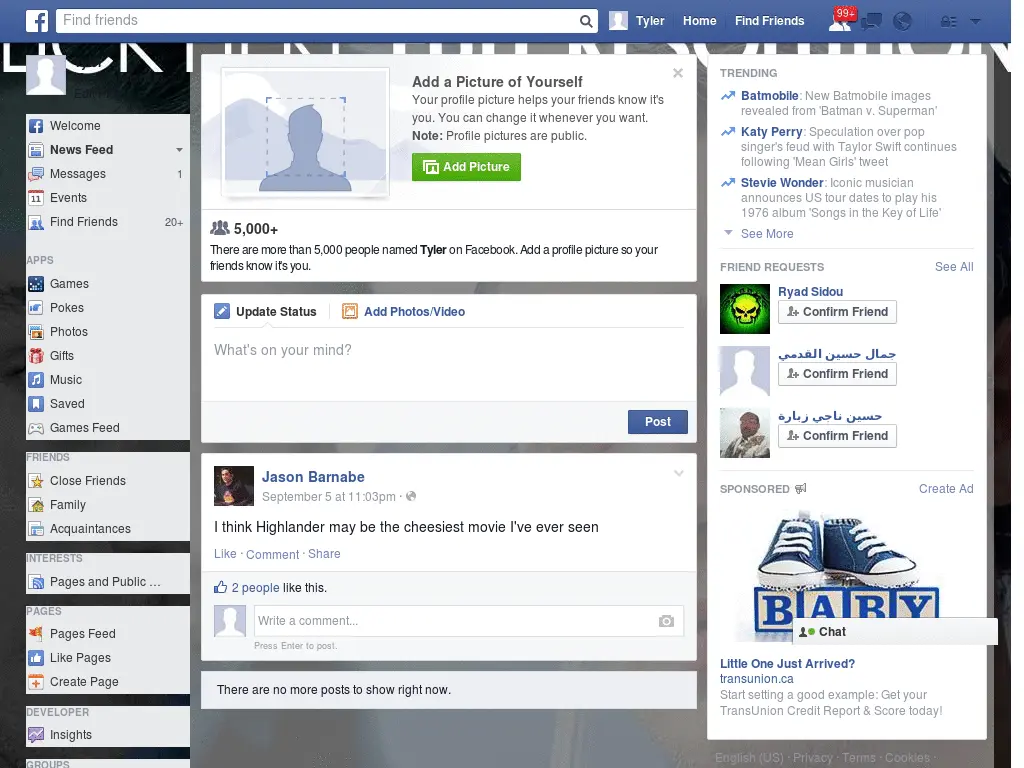 Find friends
Tyler
Home
Find Friends
99+
Welcome
News Feed
Messages 1
Events
Find Friends 20+
APPS
Games
Pokes
Photos
Gifts
Music
Saved
Games Feed
FRIENDS
Close Friends
Family
Acquaintances
INTERESTS
Pages and Public ...
PAGES
Pages Feed
Like Pages
Create Page
DEVELOPER
Insights
GROUPS
Add a Picture of Yourself
Your profile picture helps your friends know it's
you. You can change it whenever you want.
Note: Profile pictures are public.
Add Picture
5,000+
There are more than 5,000 people named Tyler on Facebook. Add a profile picture so your
friends know it's you.
Update Status
Add Photos/Video
What's on your mind?
Post
Jason Barnabe
September 5 at 11:03pm ·
I think Highlander may be the cheesiest movie I've ever seen
Like · Comment · Share
2 people like this.
Write a comment...
Press Enter to post.
There are no more posts to show right now.
TRENDING
Batmobile: New Batmobile images
revealed from 'Batman v. Superman'
Katy Perry: Speculation over pop
singer's feud with Taylor Swift continues
following 'Mean Girls' tweet
Stevie Wonder: Iconic musician
announces US tour dates to play his
1976 album 'Songs in the Key of Life'
See More
FRIEND REQUESTS See All
Ryad Sidou
Confirm Friend
جمال حسين القدمي
Confirm Friend
حسين ناجي زبارة
Confirm Friend
SPONSORED Create Ad
BABY
Chat
Little One Just Arrived?
transunion.ca
Start setting a good example: Get your
TransUnion Credit Report & Score today!
English (US) · Privacy · Terms · Cookies ·